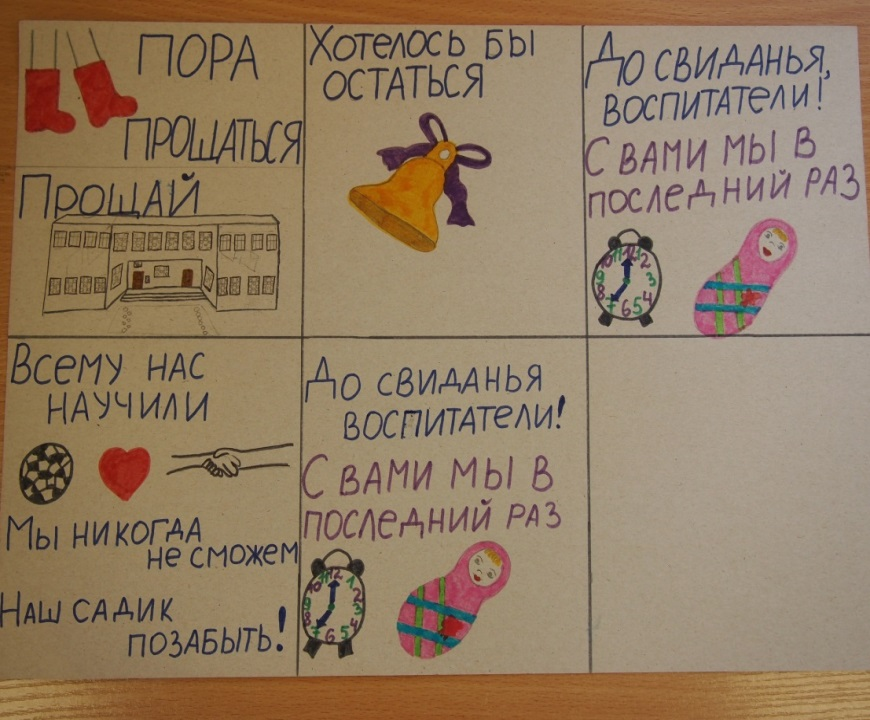 ПОРА
ПРОЩАТЬСЯ
ПРОЩАЙ
ХОТЕЛОСЬ БЫ
ОСТАТЬСЯ
ДО СВИДАНЬЯ,
ВОСПИТАТЕЛИ!
С ВАМИ МЫ В
ПОСЛЕДНИЙ РАЗ
ВСЕМУ НАС
НАУЧИЛИ
МЫ НИКОГДА
НЕ СМОЖЕМ
НАШ САДИК
ПОЗАБЫТЬ!
ДО СВИДАНЬЯ
ВОСПИТАТЕЛИ!
С ВАМИ МЫ В
ПОСЛЕДНИЙ РАЗ